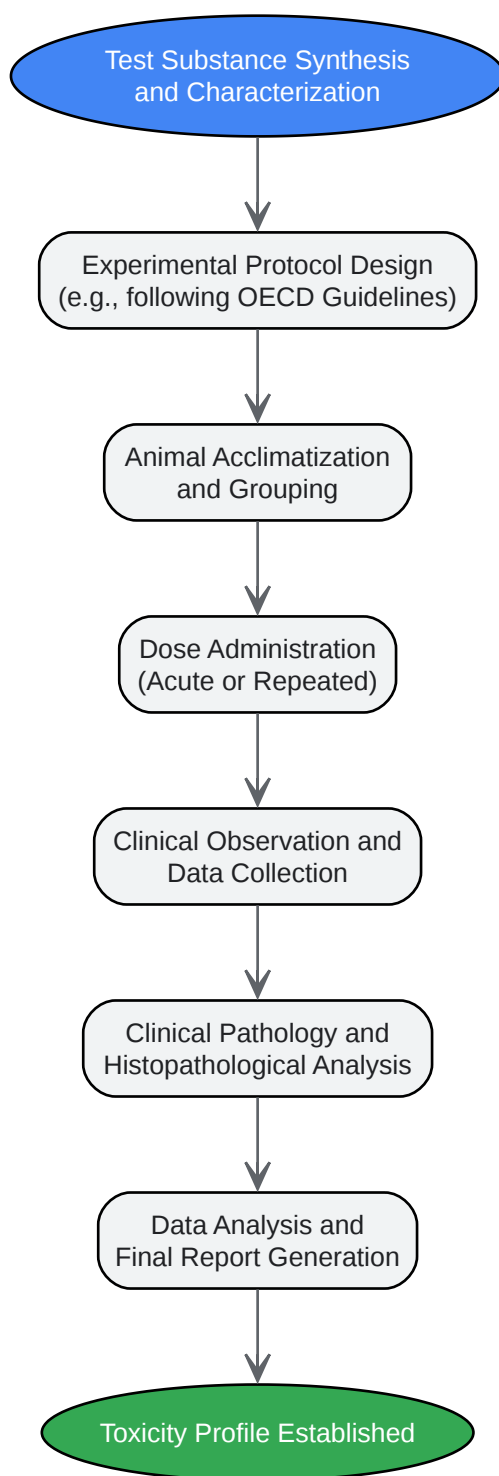 Test Substance Synthesis
and Characterization
Experimental Protocol Design
(e.g., following OECD Guidelines)
Animal Acclimatization
and Grouping
Dose Administration
(Acute or Repeated)
Clinical Observation and
Data Collection
Clinical Pathology and
Histopathological Analysis
Data Analysis and
Final Report Generation
Toxicity Profile Established